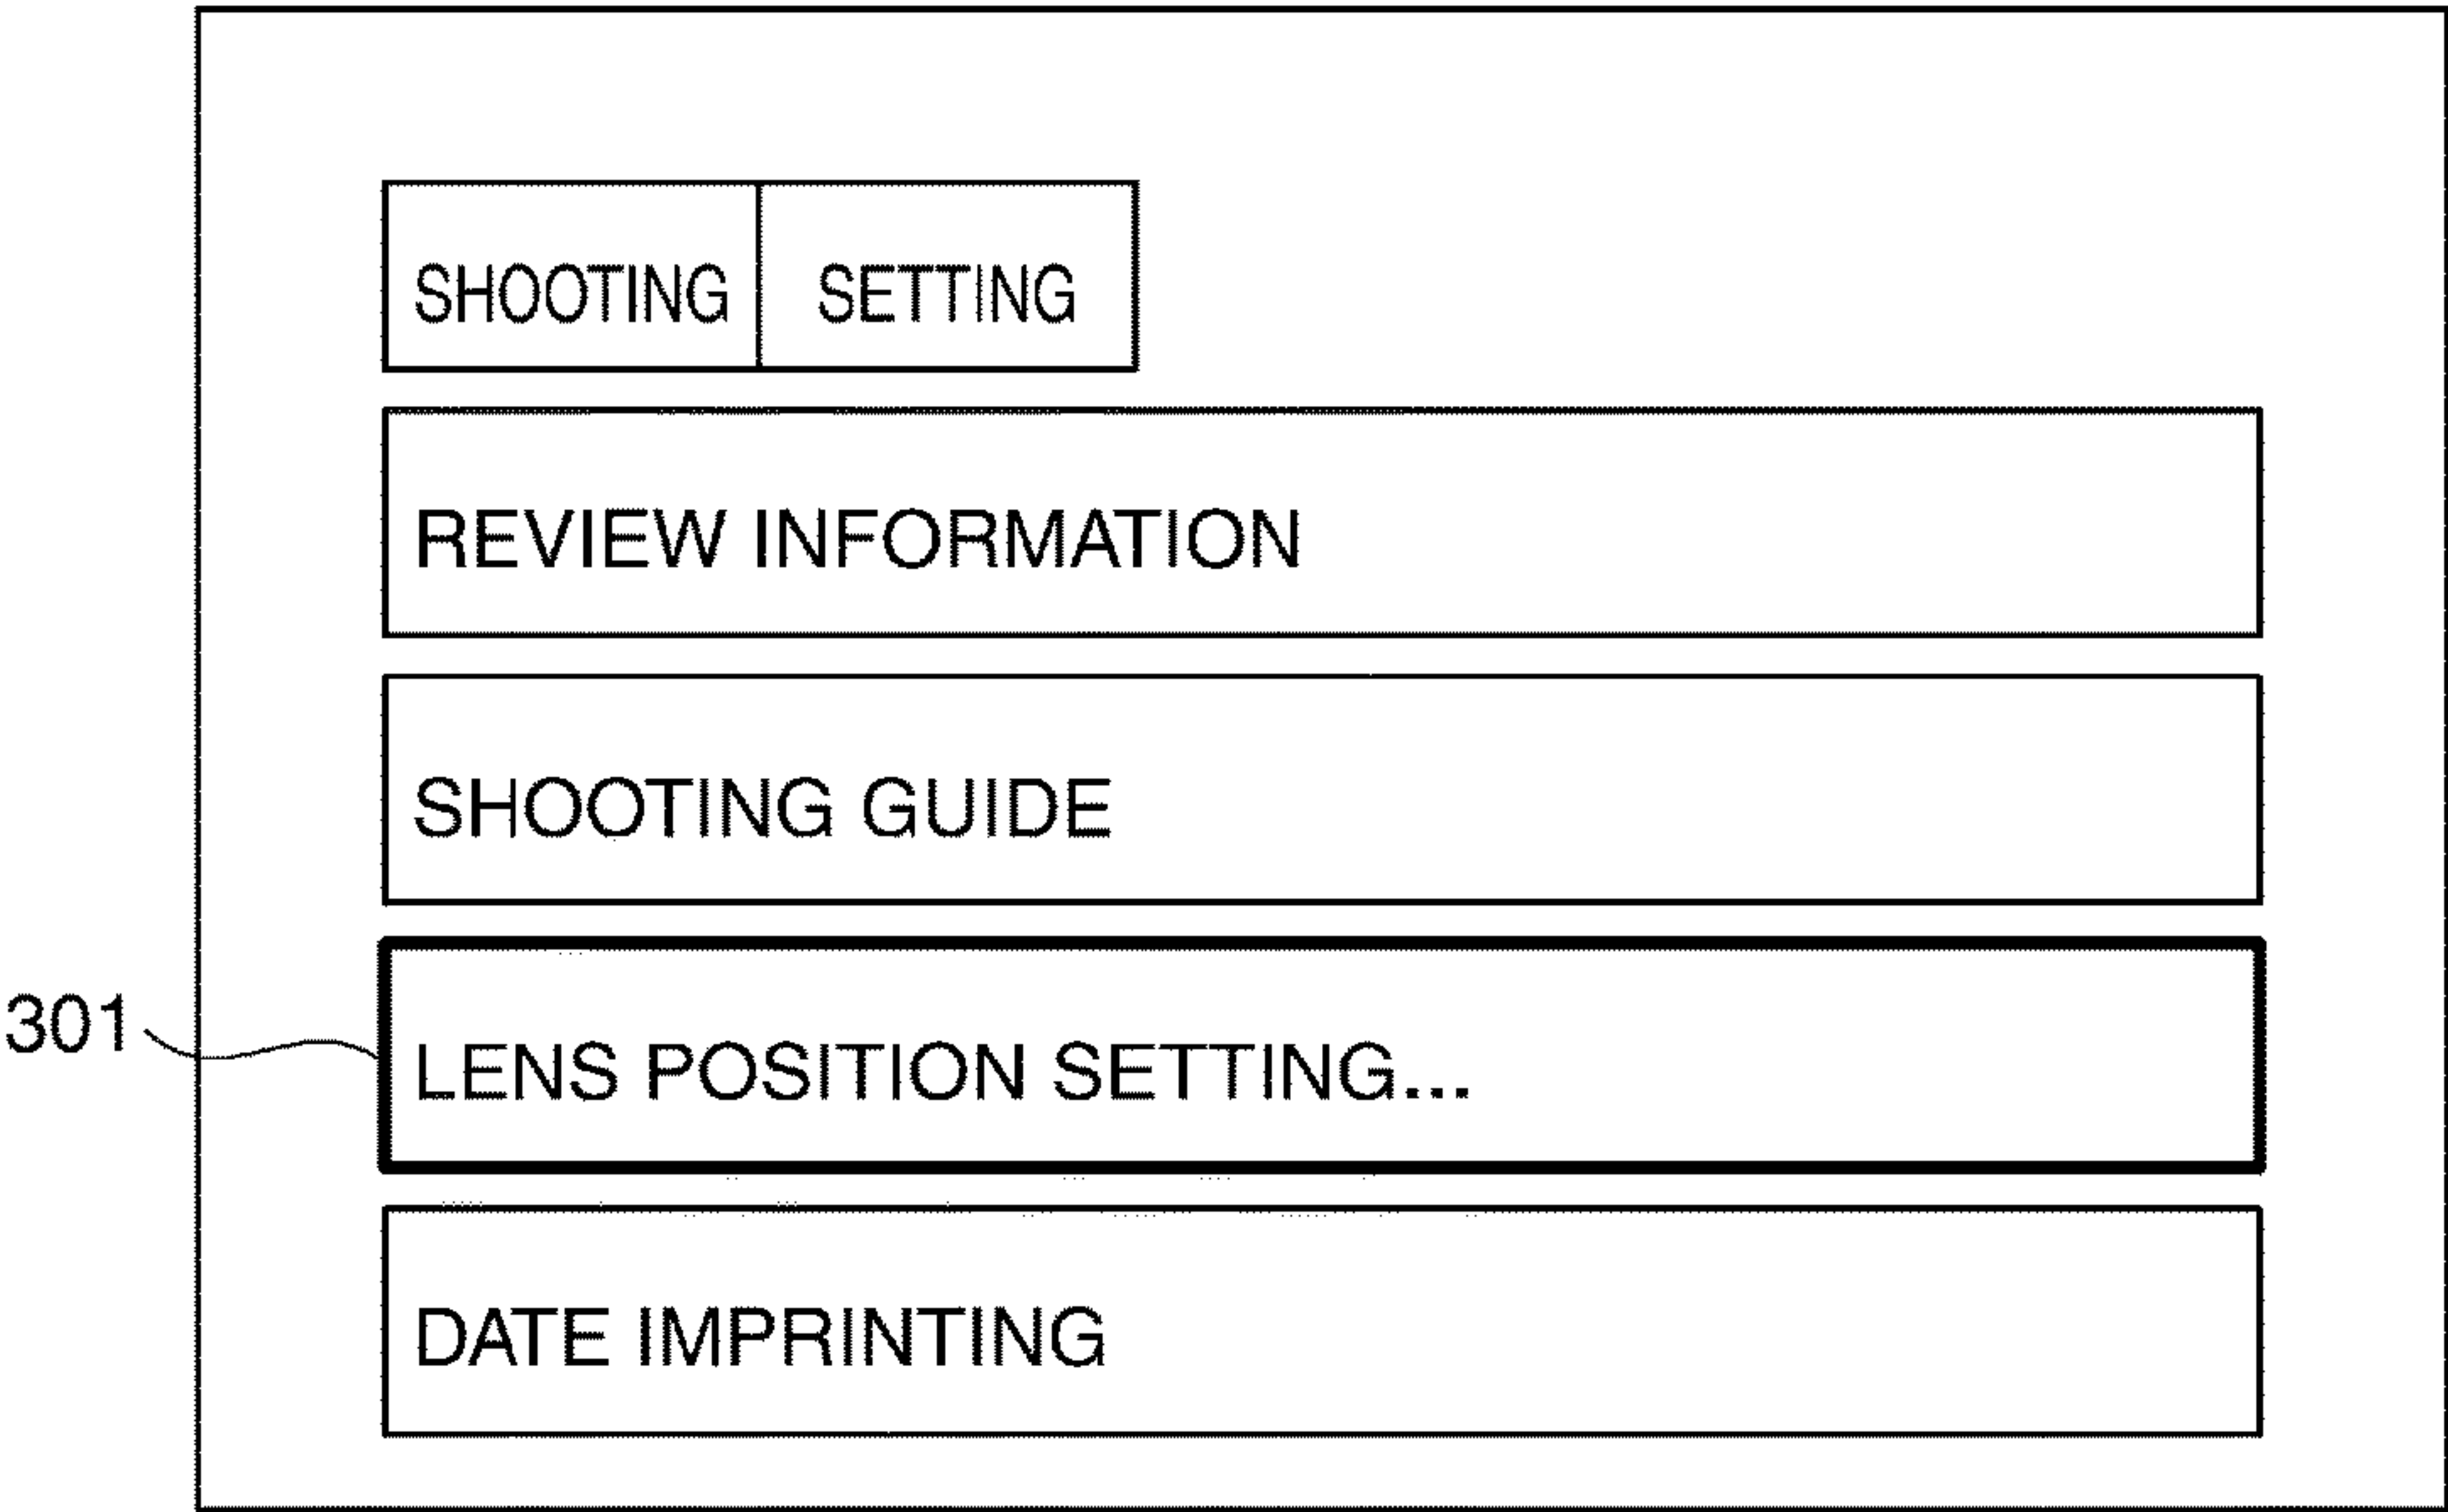 SHOOTING SETTING
REVIEW INFORMATION
SHOOTING GUIDE
301 LENS POSITION SETTING...
DATE IMPRINTING